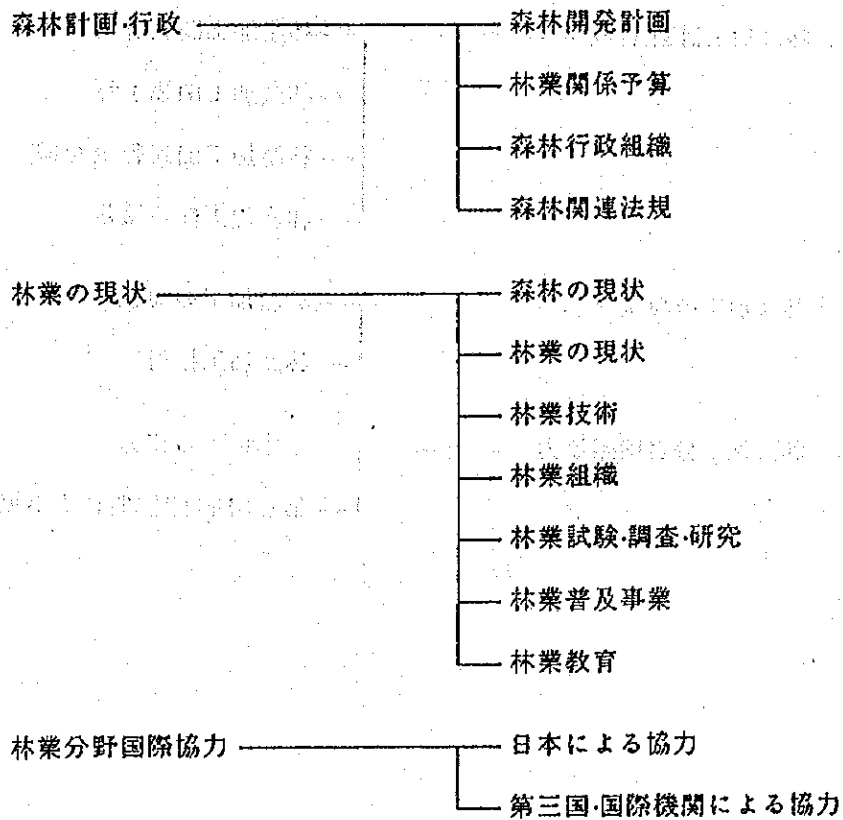 森林計画・行政
森林開発計画
林業関係予算
森林行政組織
森林関連法規
林業の現状
森林の現状
林業の現状
林業技術
林業組織
林業試験・調査・研究
林業普及事業
林業教育
林業分野国際協力
日本による協力
第三国・国際機関による協力